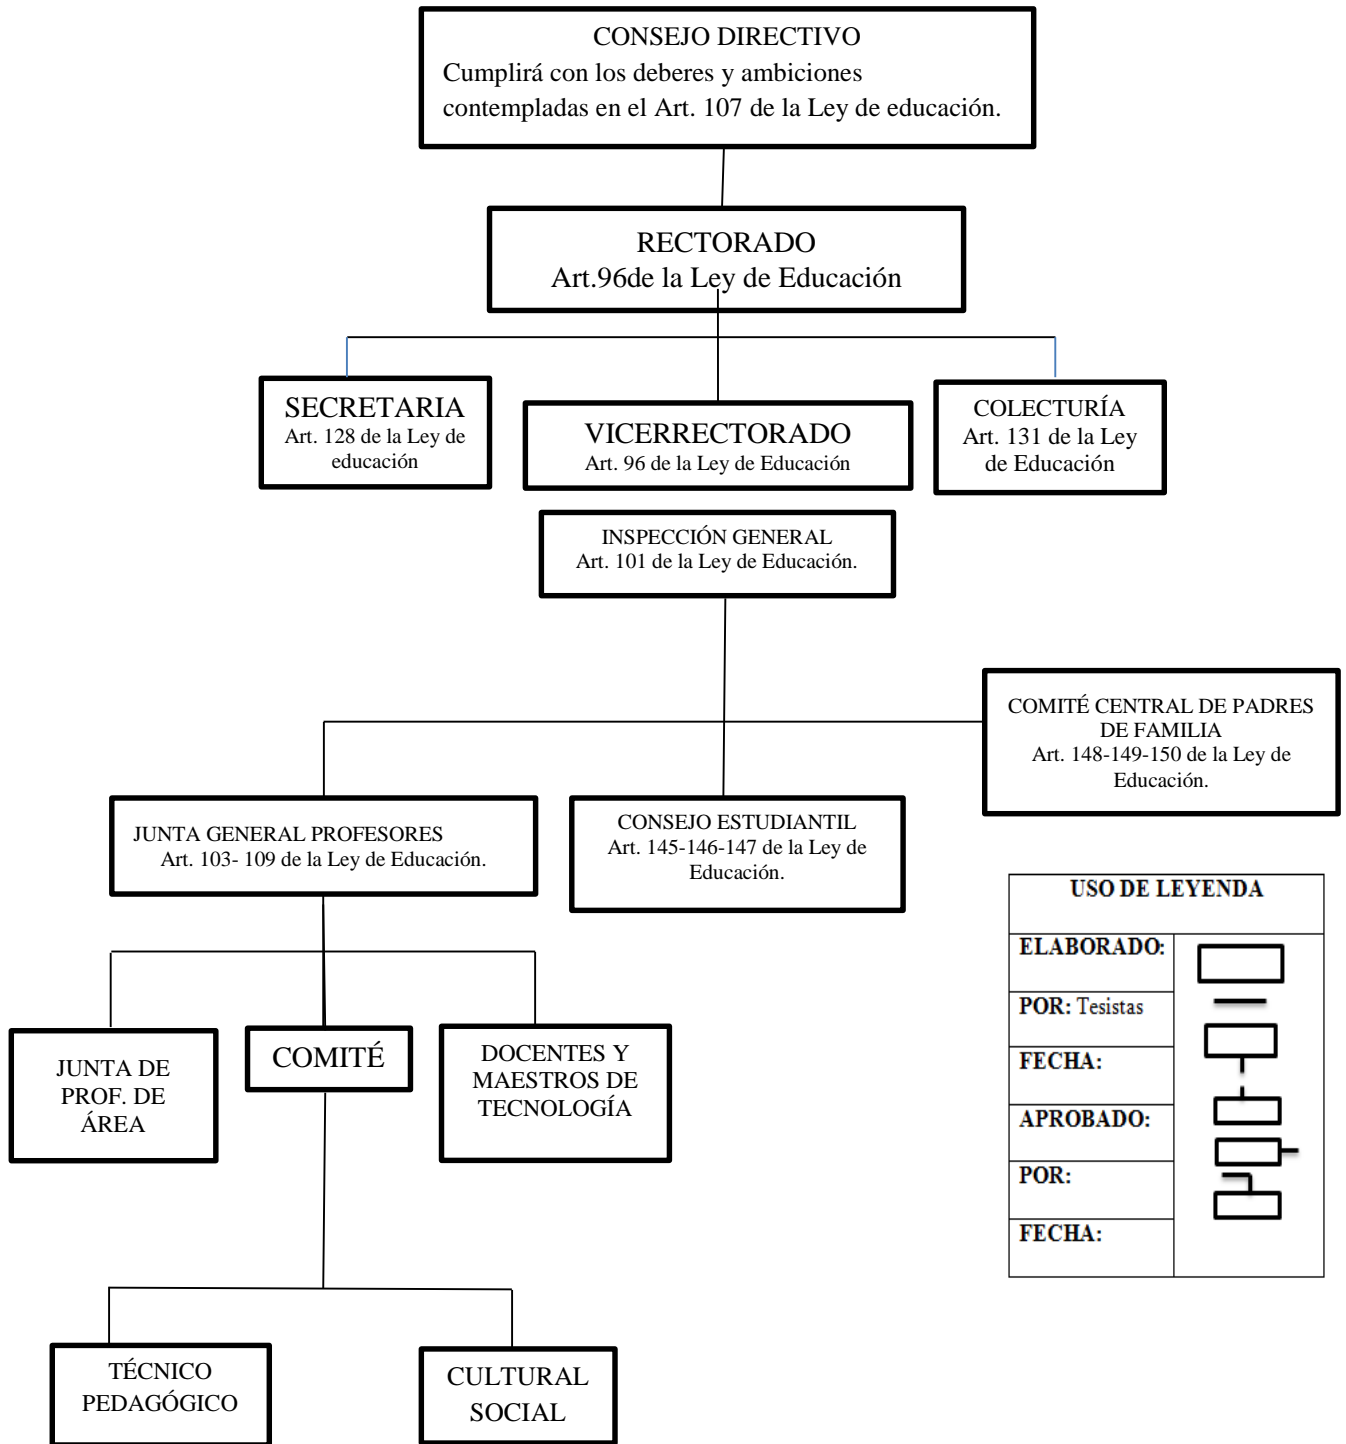 CONSEJO DIRECTIVO
Cumplirá con los deberes y ambiciones
contempladas en el Art. 107 de la Ley de educación.
RECTORADO
Art.96de la Ley de Educación
SECRETARIA
Art. 128 de la Ley de
educación
VICERRECTORADO
Art. 96 de la Ley de Educación
COLECTURÍA
Art. 131 de la Ley
de Educación
INSPECCIÓN GENERAL
Art. 101 de la Ley de Educación.
COMITÉ CENTRAL DE PADRES
DE FAMILIA
Art. 148-149-150 de la Ley de
Educación.
JUNTA GENERAL PROFESORES
Art. 103- 109 de la Ley de Educación.
CONSEJO ESTUDIANTIL
Art. 145-146-147 de la Ley de
Educación.
JUNTA DE
PROF. DE
ÁREA
COMITÉ
DOCENTES Y
MAESTROS DE
TECNOLOGÍA
TÉCNICO
PEDAGÓGICO
CULTURAL
SOCIAL
USO DE LEYENDA
ELABORADO:
POR: Tesistas
FECHA:
APROBADO:
POR:
FECHA: